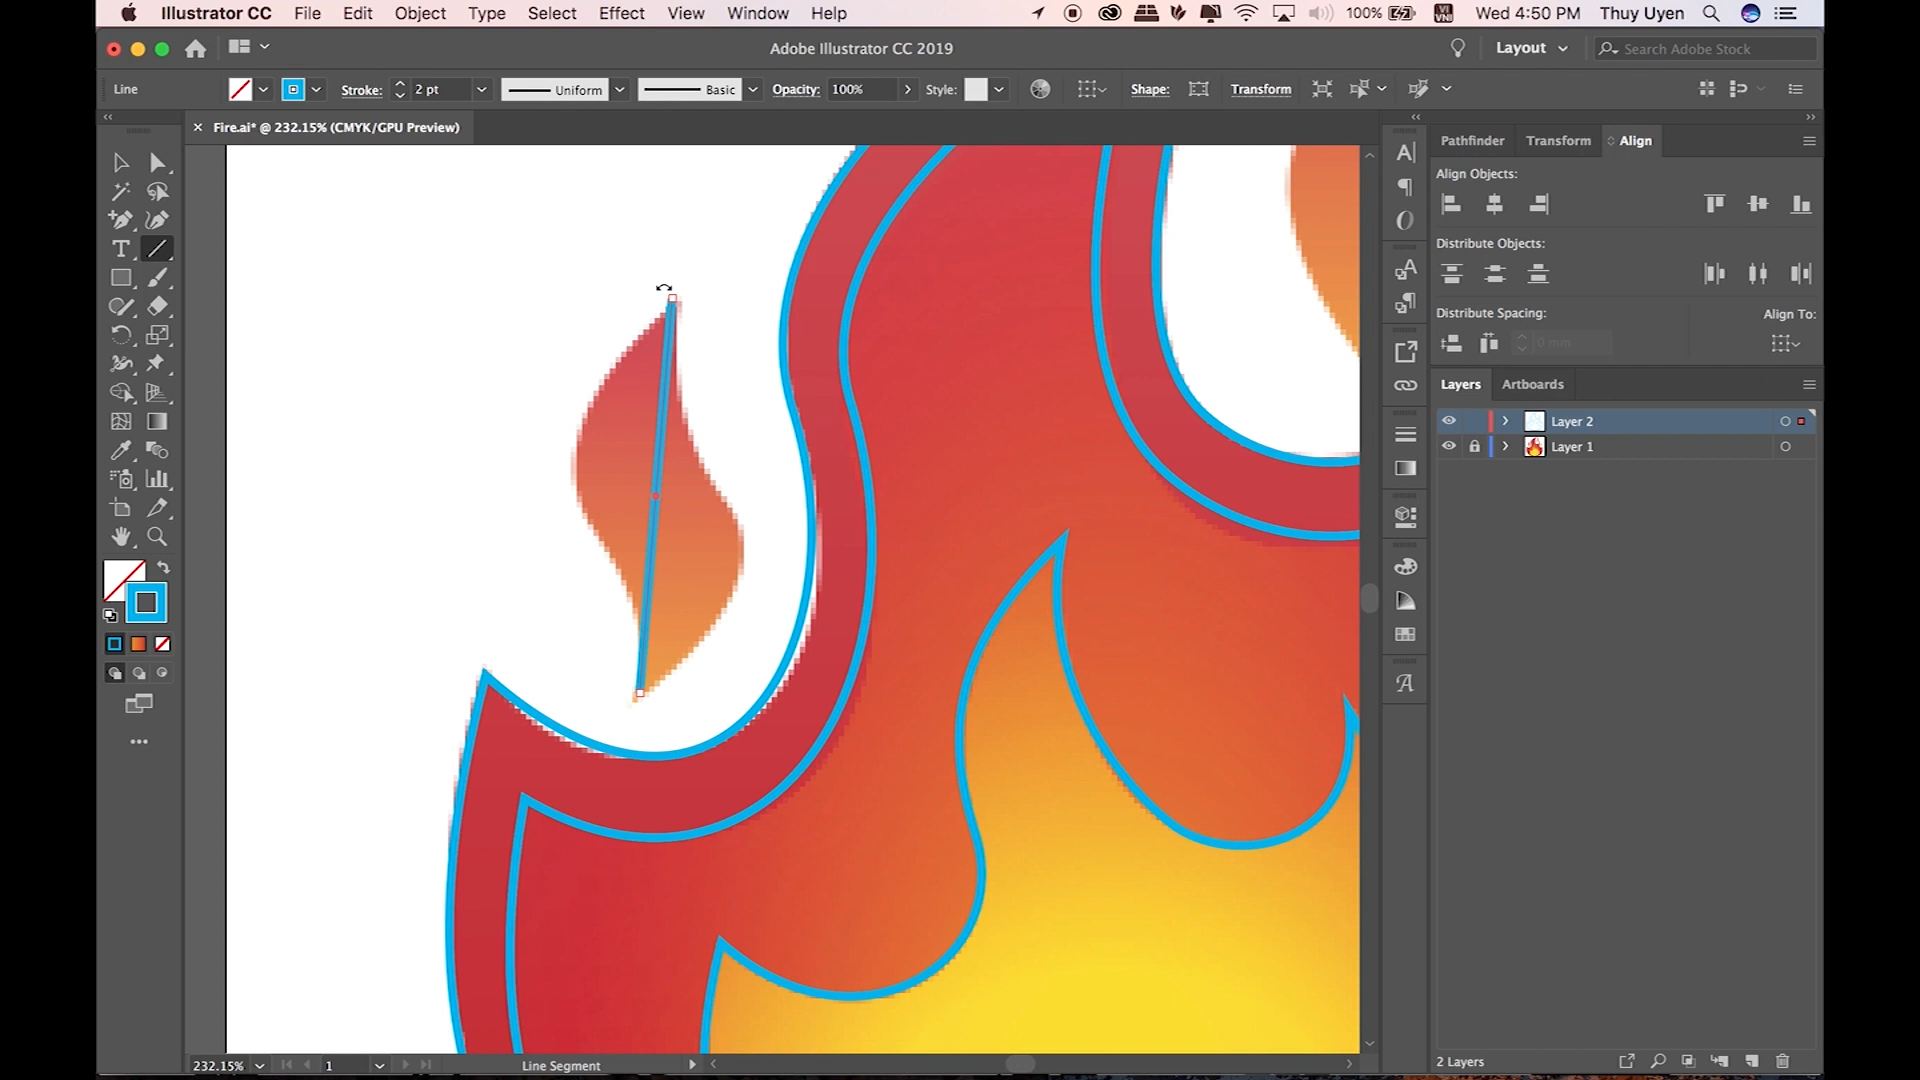 Illustrator CC File Edit Object Type Select Effect View Window Help 100% VI VNI Wed 4:50 PM Thuy Uyen
Adobe Illustrator CC 2019 Layout Search Adobe Stock
Line Stroke: 2 pt Uniform Basic Opacity: 100% Style: Shape: Transform
Fire.ai* @ 232.15% (CMYK/GPU Preview)
Pathfinder Transform Align
Align Objects:
Distribute Objects:
Distribute Spacing: Align To:
0 mm
Layers Artboards
Layer 2
Layer 1
232.15% 1 Line Segment 2 Layers